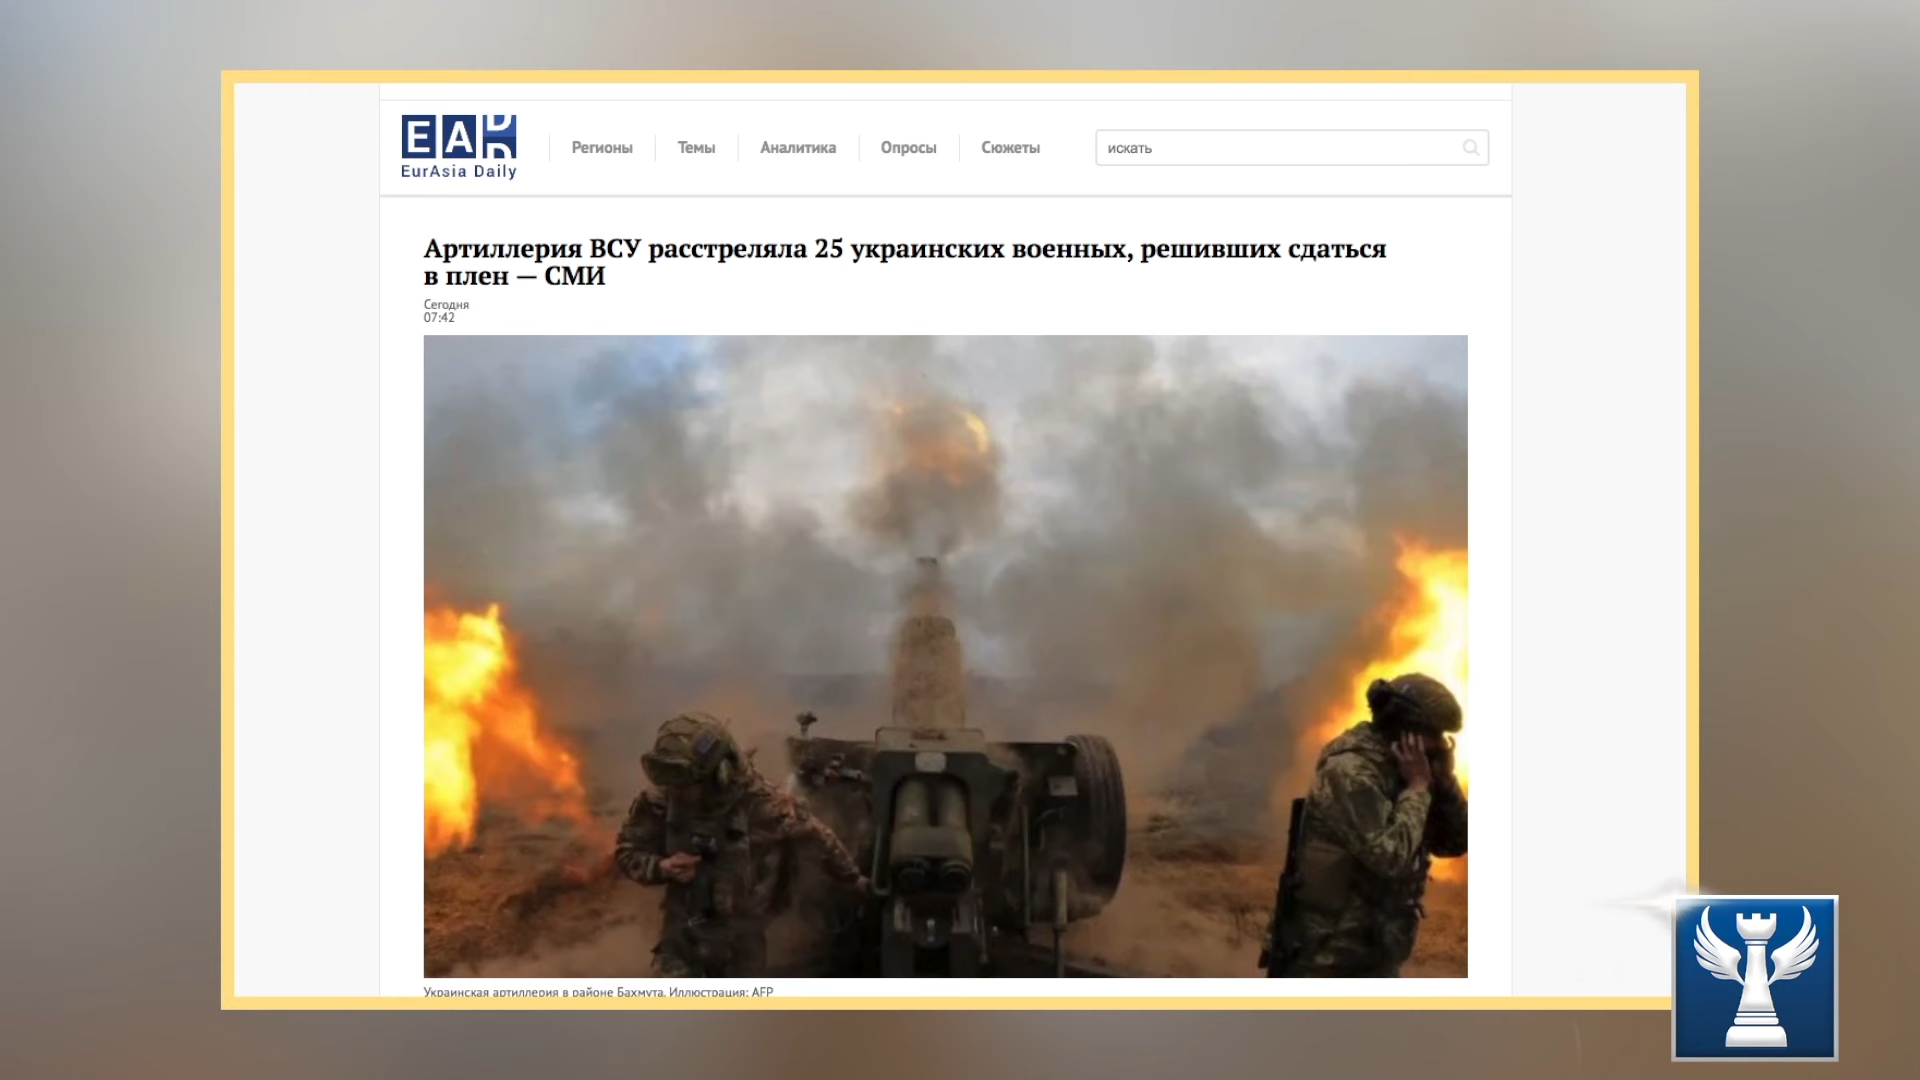 EAD
EurAsia Daily
Регионы
Темы
Аналитика
Опросы
Сюжеты
искать
Артиллерия ВСУ расстреляла 25 украинских военных, решивших сдаться
в плен — СМИ
Сегодня
07:42
Украинская артиллерия в районе Бахмута. Иллюстрация: AFP